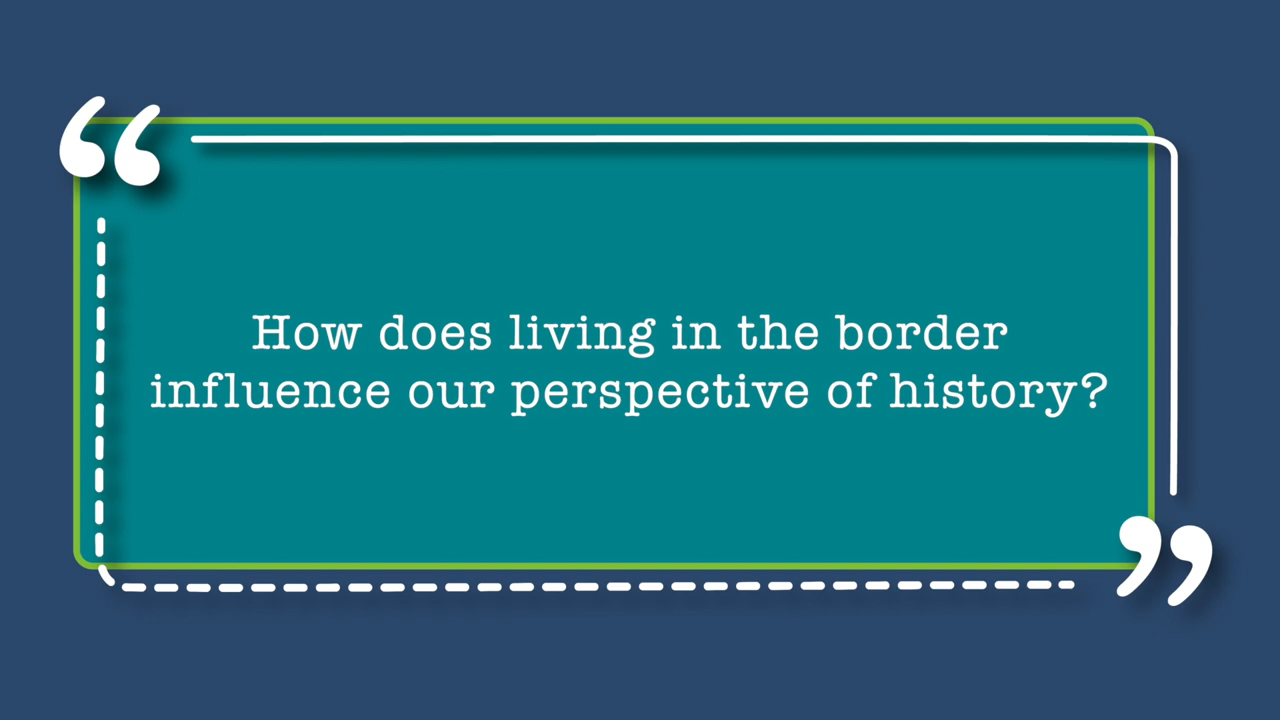 How does living in the border
influence our perspective of history?